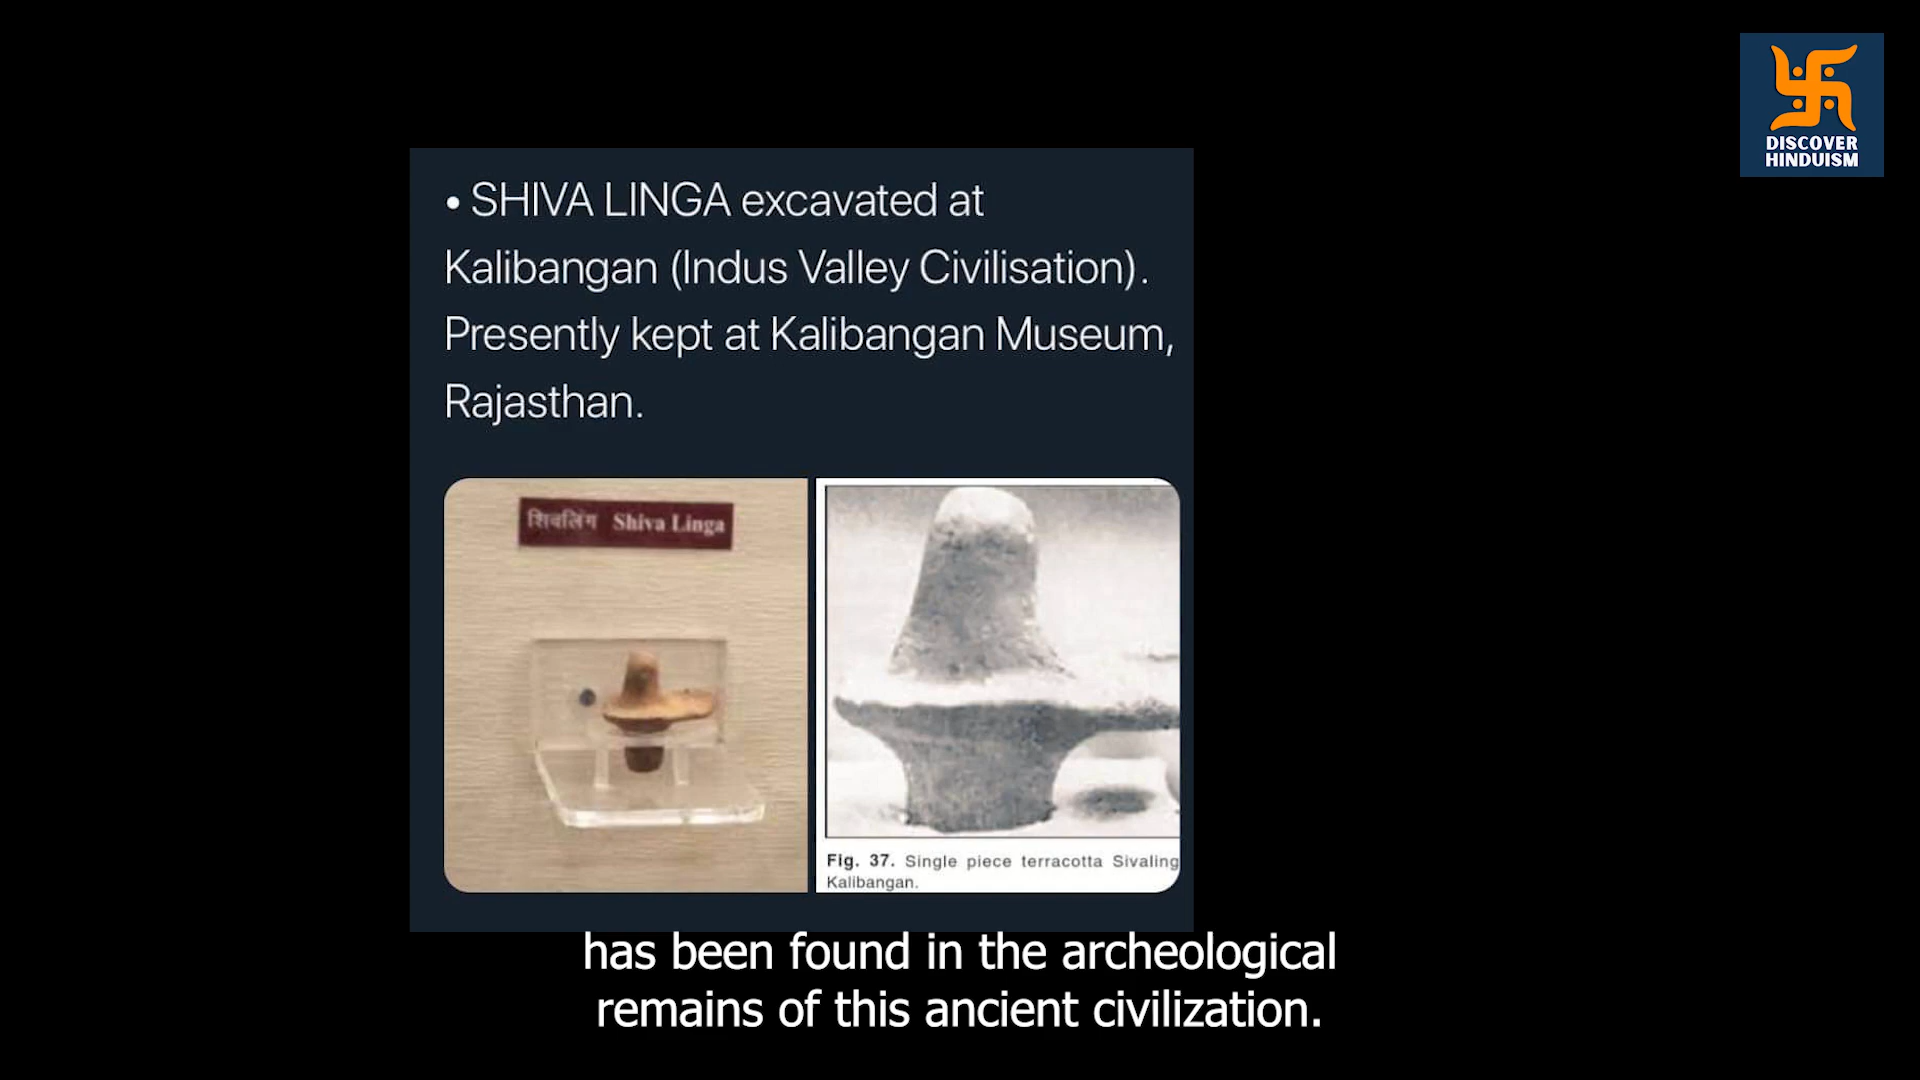 DISCOVER
HINDUISM
• SHIVA LINGA excavated at
Kalibangan (Indus Valley Civilisation).
Presently kept at Kalibangan Museum,
Rajasthan.
शिवलिंग Shiva Linga
Fig. 37. Single piece terracotta Sivaling
Kalibangan.
has been found in the archeological
remains of this ancient civilization.